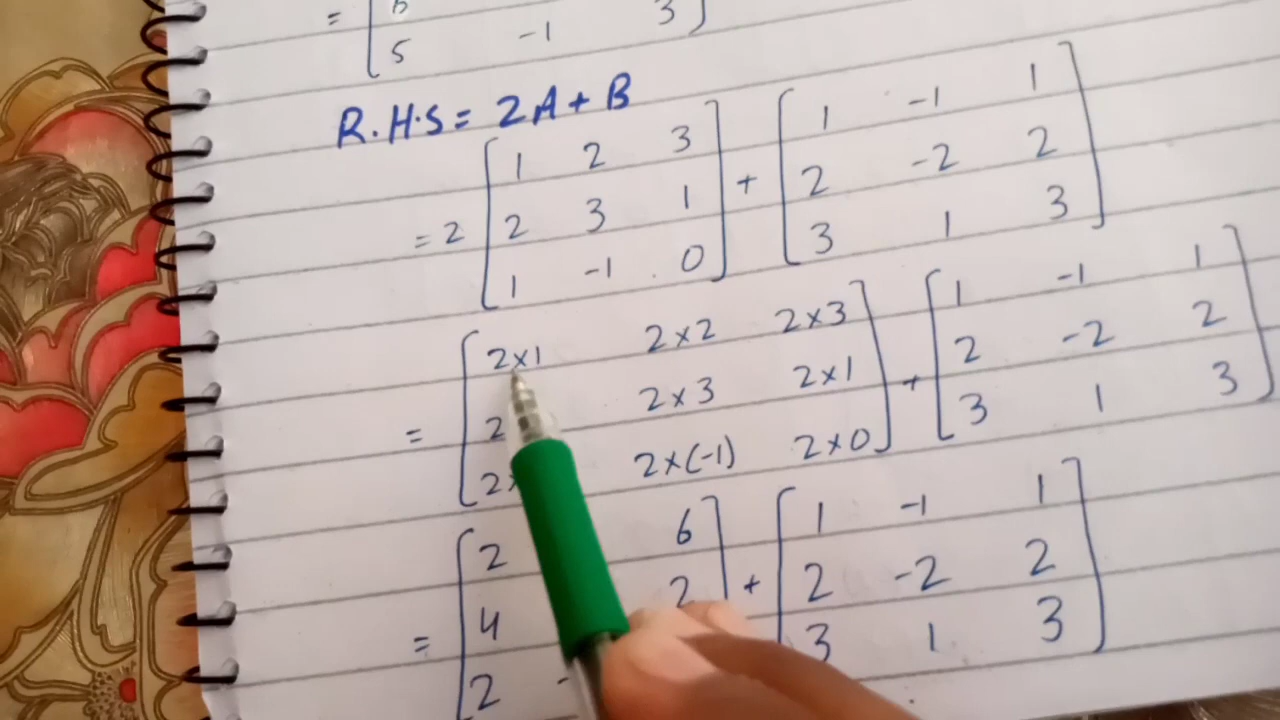 =
5 -1 3
R.H.S = 2A + B
= 2 [ 1 2 3 ] + [ 1 -1 1 ]
2 3 1 2 -2 2
1 -1 0 3 1 3
= [ 2×1 2×2 2×3 ] + [ 1 -1 1 ]
2 2×3 2×1 2 -2 2
2× 2×(-1) 2×0 3 1 3
= [ 2 6 ] + [ 1 -1 1 ]
4 2 2 -2 2
2 - 3 1 3